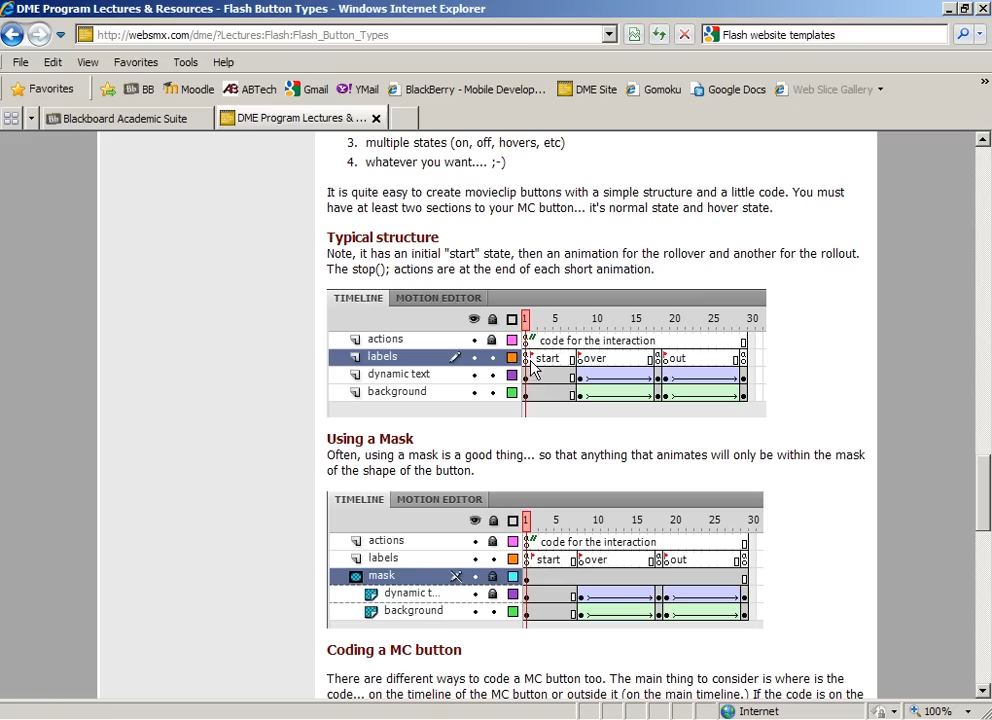 DME Program Lectures & Resources - Flash Button Types - Windows Internet Explorer
http://websmx.com/dme/?Lectures:Flash:Flash_Button_Types
Flash website templates
File Edit View Favorites Tools Help
Favorites BB Moodle ABTech Gmail YMail BlackBerry - Mobile Develop... DME Site Gomoku Google Docs Web Slice Gallery
Blackboard Academic Suite DME Program Lectures & ...
3. multiple states (on, off, hovers, etc)
4. whatever you want.... ;-)
It is quite easy to create movieclip buttons with a simple structure and a little code. You must
have at least two sections to your MC button... it's normal state and hover state.
Typical structure
Note, it has an initial "start" state, then an animation for the rollover and another for the rollout.
The stop(); actions are at the end of each short animation.
TIMELINE MOTION EDITOR
1 5 10 15 20 25 30
actions // code for the interaction
labels start over out
dynamic text
background
Using a Mask
Often, using a mask is a good thing... so that anything that animates will only be within the mask
of the shape of the button.
TIMELINE MOTION EDITOR
1 5 10 15 20 25 30
actions // code for the interaction
labels start over out
mask
dynamic t...
background
Coding a MC button
There are different ways to code a MC button too. The main thing to consider is where is the
code... on the timeline of the MC button or outside it (on the main timeline.) If the code is on the
Internet 100%